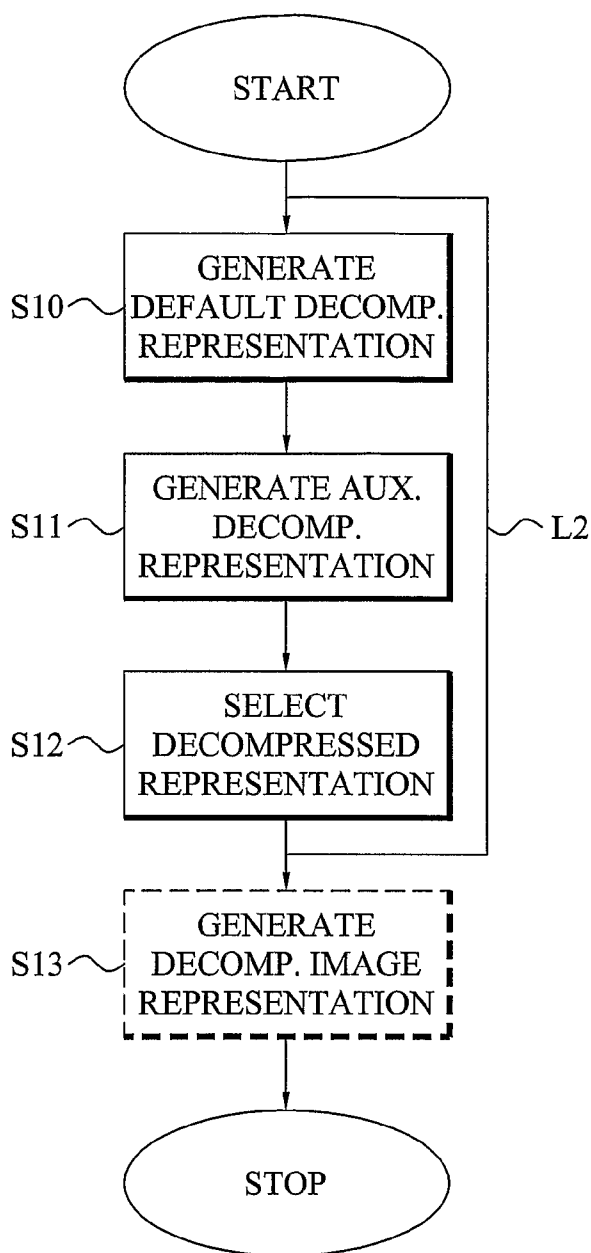 START
S10
GENERATE
DEFAULT DECOMP.
REPRESENTATION
S11
GENERATE AUX.
DECOMP.
REPRESENTATION
L2
S12
SELECT
DECOMPRESSED
REPRESENTATION
S13
GENERATE
DECOMP. IMAGE
REPRESENTATION
STOP